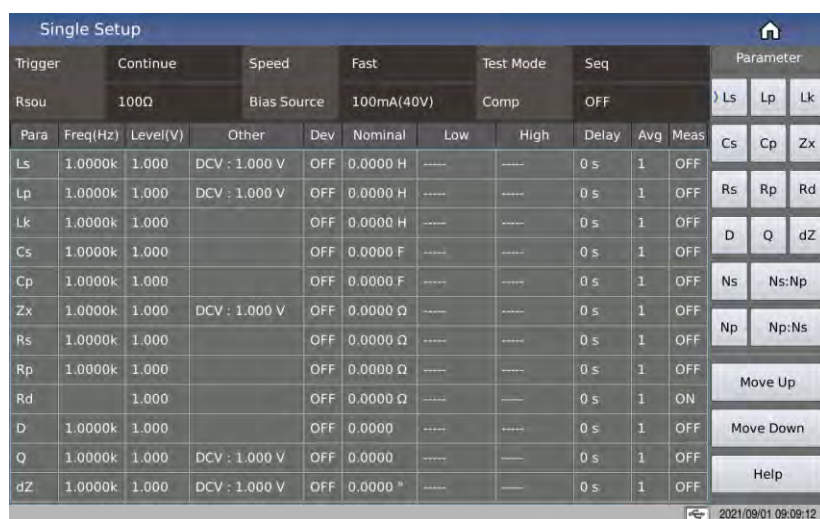 Single Setup
Trigger Continue Speed Fast Test Mode Seq
Rsou 100Ω Bias Source 100mA(40V) Comp OFF
Para Freq(Hz) Level(V) Other Dev Nominal Low High Delay Avg Meas
Ls 1.0000k 1.000 DCV : 1.000 V OFF 0.0000 H ----- ----- 0 s 1 OFF
Lp 1.0000k 1.000 DCV : 1.000 V OFF 0.0000 H ----- ----- 0 s 1 OFF
Lk 1.0000k 1.000 OFF 0.0000 H ----- ----- 0 s 1 OFF
Cs 1.0000k 1.000 OFF 0.0000 F ----- ----- 0 s 1 OFF
Cp 1.0000k 1.000 OFF 0.0000 F ----- ----- 0 s 1 OFF
Zx 1.0000k 1.000 DCV : 1.000 V OFF 0.0000 Ω ----- ----- 0 s 1 OFF
Rs 1.0000k 1.000 OFF 0.0000 Ω ----- ----- 0 s 1 OFF
Rp 1.0000k 1.000 OFF 0.0000 Ω ----- ----- 0 s 1 OFF
Rd 1.000 OFF 0.0000 Ω ----- ----- 0 s 1 ON
D 1.0000k 1.000 OFF 0.0000 ----- ----- 0 s 1 OFF
Q 1.0000k 1.000 DCV : 1.000 V OFF 0.0000 ----- ----- 0 s 1 OFF
dZ 1.0000k 1.000 DCV : 1.000 V OFF 0.0000 ° ----- ----- 0 s 1 OFF
Parameter
Ls Lp Lk
Cs Cp Zx
Rs Rp Rd
D Q dZ
Ns Ns:Np
Np Np:Ns
Move Up
Move Down
Help
2021/09/01 09:09:12